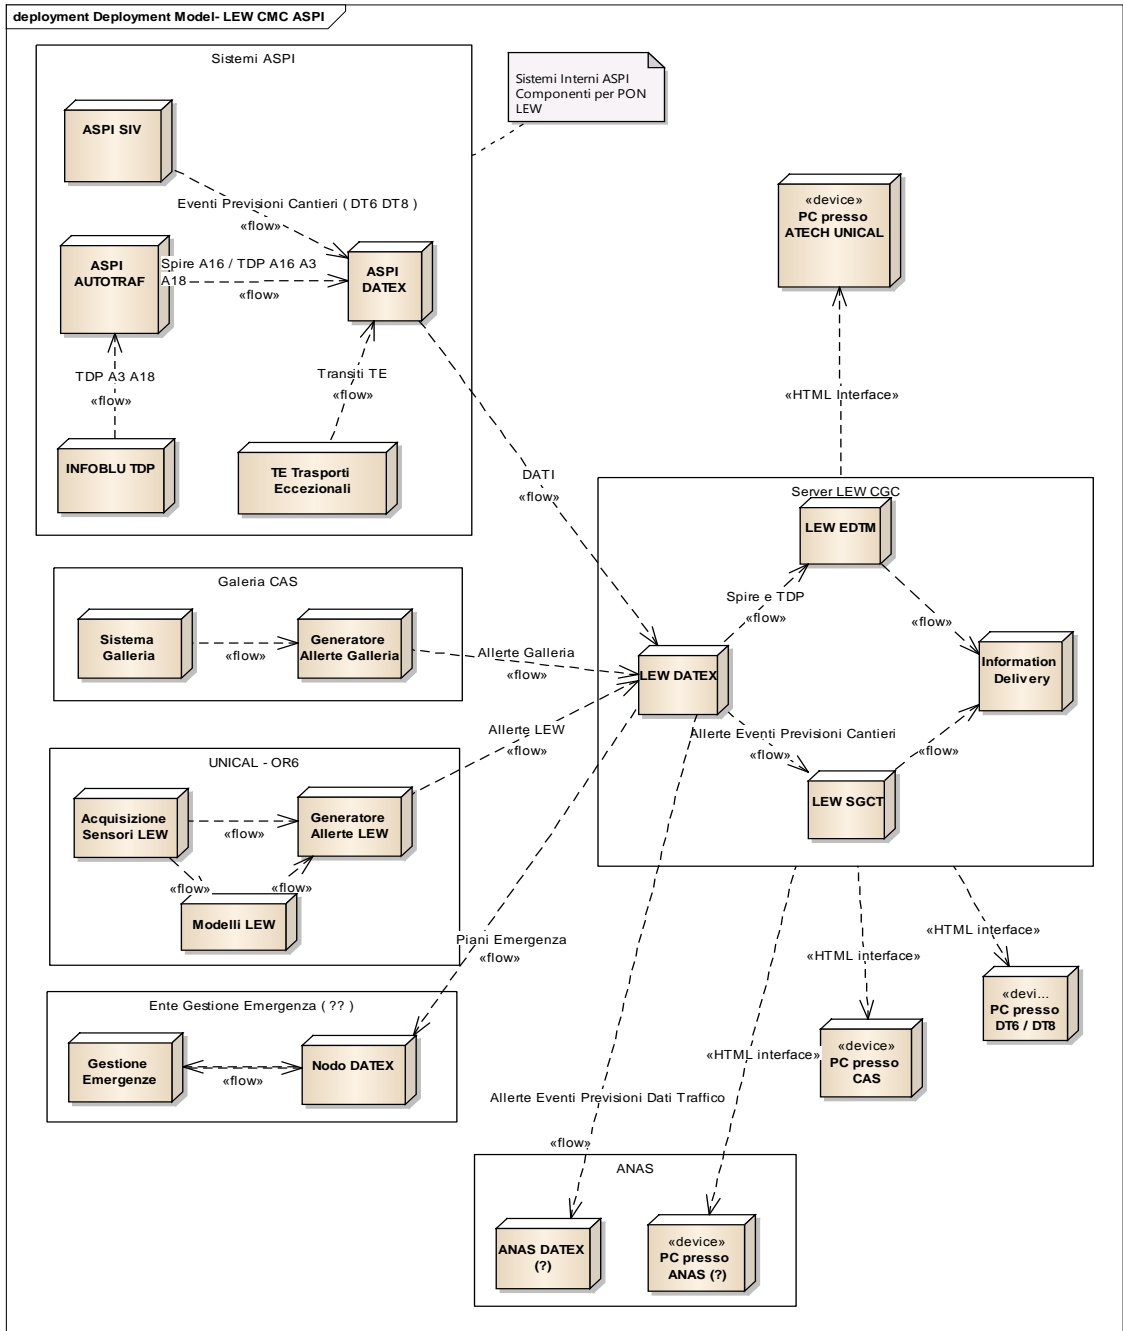 deployment Deployment Model- LEW CMC ASPI
Sistemi ASPI
Sistemi Interni ASPI
Componenti per PON
LEW
ASPI SIV
Eventi Previsioni Cantieri ( DT6 DT8 )
«flow»
ASPI
AUTOTRAF
Spire A16 / TDP A16 A3
A18
«flow»
ASPI
DATEX
TDP A3 A18
«flow»
Transiti TE
«flow»
INFOBLU TDP
TE Trasporti
Eccezionali
«device»
PC presso
ATECH UNICAL
«HTML Interface»
DATI
«flow»
Server LEW CGC
LEW EDTM
Spire e TDP
«flow»
«flow»
Information
Delivery
LEW DATEX
Allerte Eventi Previsioni Cantieri
«flow»
«flow»
LEW SGCT
Galeria CAS
Sistema
Galleria
«flow»
Generatore
Allerte Galleria
Allerte Galleria
«flow»
Allerte LEW
«flow»
UNICAL - OR6
Acquisizione
Sensori LEW
«flow»
Generatore
Allerte LEW
«flow»
«flow»
Modelli LEW
Piani Emergenza
«flow»
Ente Gestione Emergenza ( ?? )
Gestione
Emergenze
«flow»
Nodo DATEX
«HTML interface»
«HTML interface»
«devi...
PC presso
DT6 / DT8
«device»
PC presso
CAS
«HTML interface»
Allerte Eventi Previsioni Dati Traffico
«flow»
ANAS
ANAS DATEX
(?)
«device»
PC presso
ANAS (?)